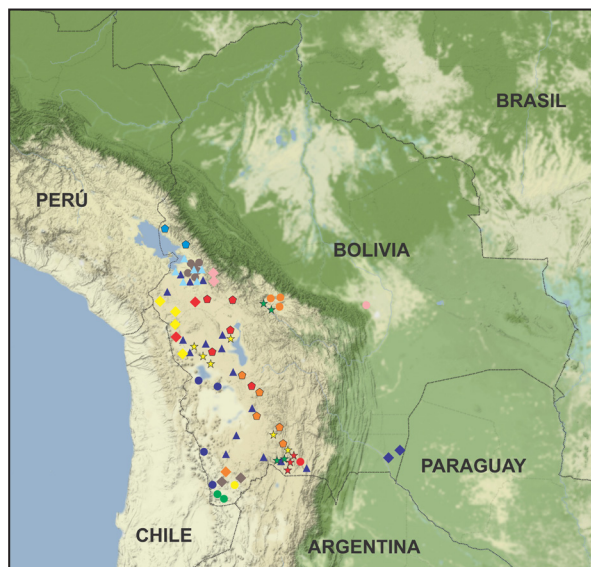 BRASIL
PERÚ
BOLIVIA
PARAGUAY
CHILE
ARGENTINA